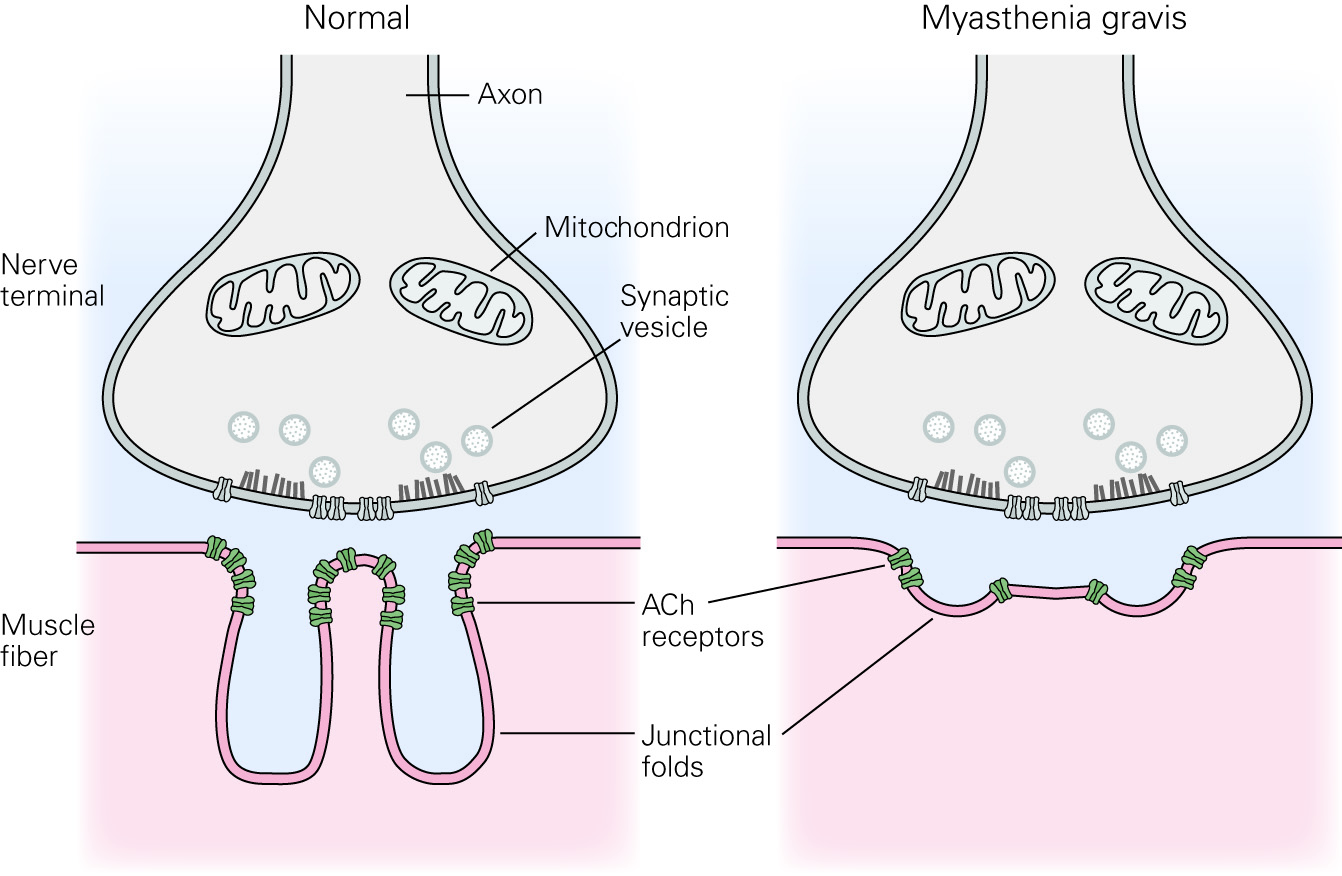 Normal
Myasthenia gravis
Axon
Mitochondrion
Nerve
terminal
Synaptic
vesicle
ACh
receptors
Muscle
fiber
Junctional
folds